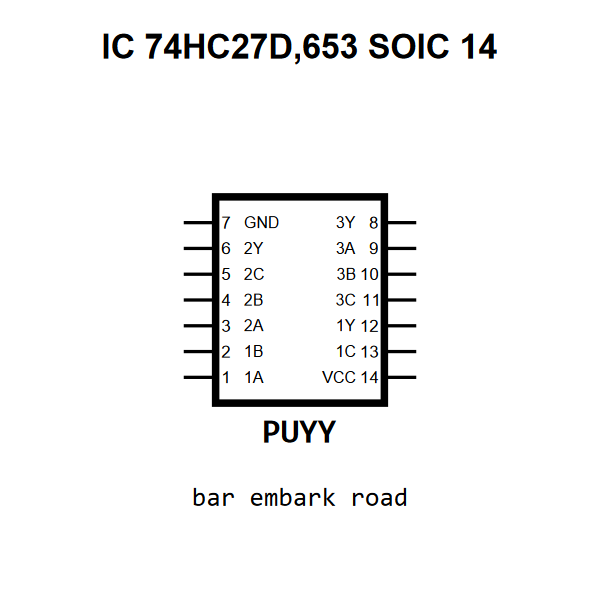 IC 74HC27D,653 SOIC 14
7 GND 3Y 8
6 2Y 3A 9
5 2C 3B 10
4 2B 3C 11
3 2A 1Y 12
2 1B 1C 13
1 1A VCC 14
PUYY
bar embark road